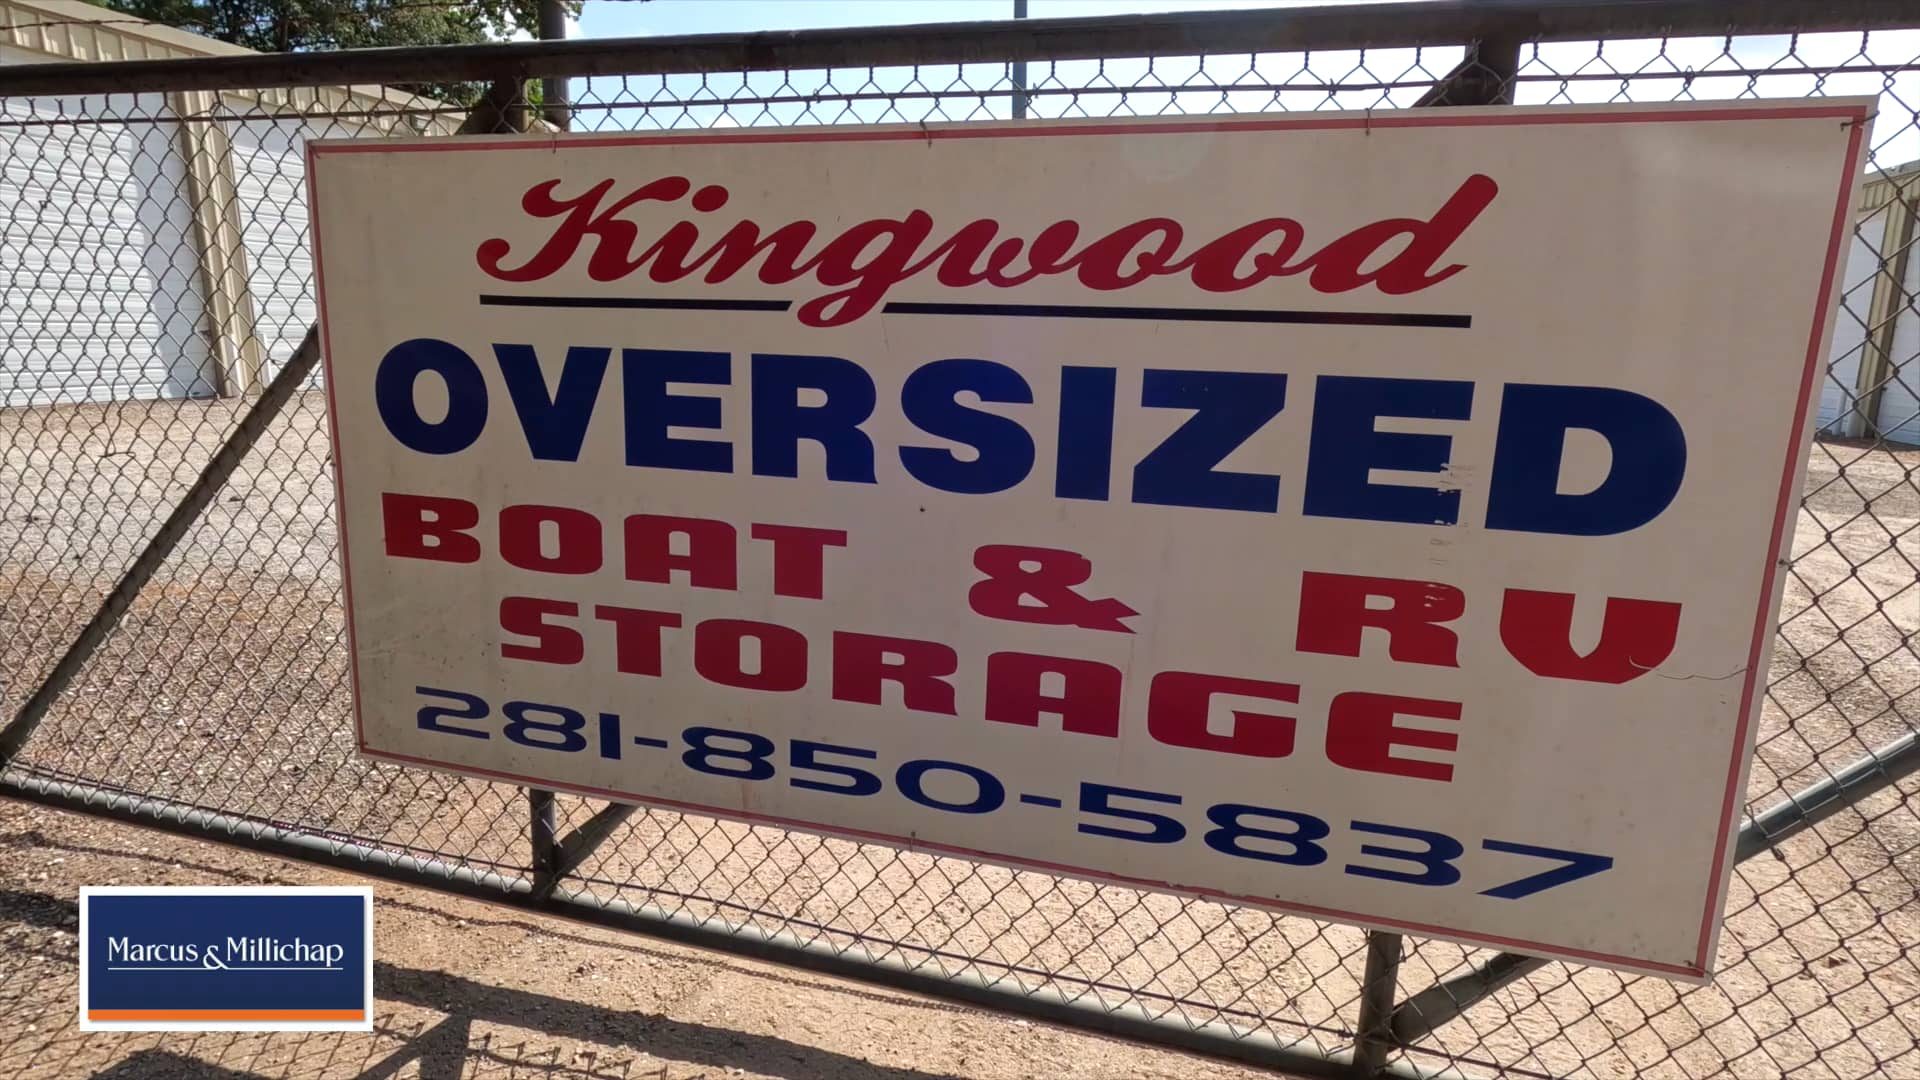 Kingwood
OVERSIZED
BOAT & RV
STORAGE
281-850-5837
Marcus & Millichap